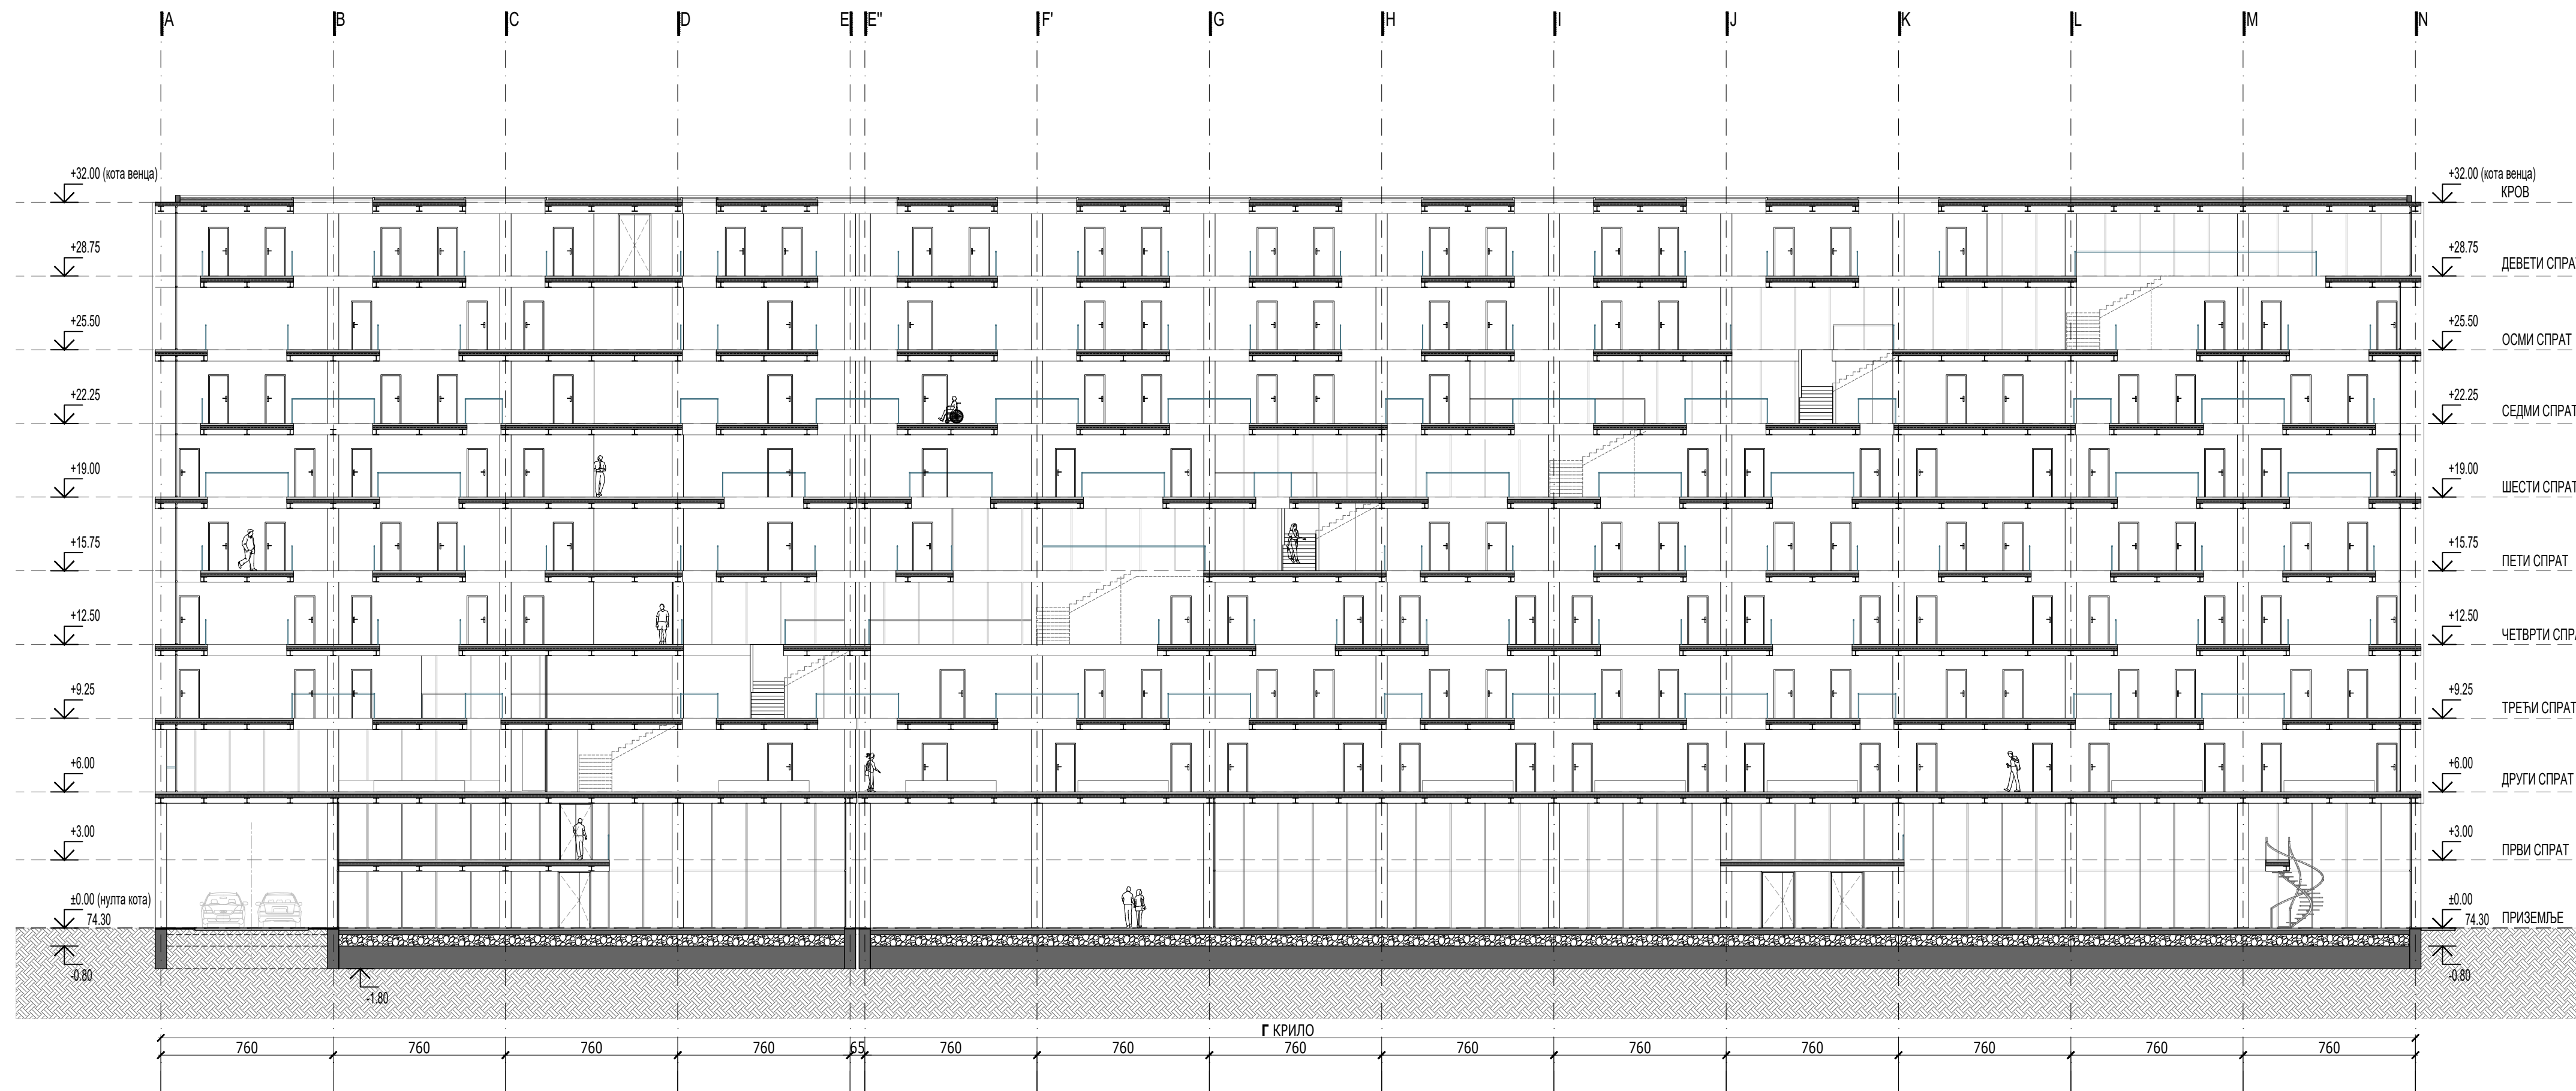 A B C D E E" F' G H I J K L M N
+32.00 (кота венца)
+28.75
+25.50
+22.25
+19.00
+15.75
+12.50
+9.25
+6.00
+3.00
±0.00 (нулта кота)
74.30
-0.80
-1.80
+32.00 (кота венца)
КРОВ
+28.75
ДЕВЕТИ СПРА
+25.50
ОСМИ СПРАТ
+22.25
СЕДМИ СПРАТ
+19.00
ШЕСТИ СПРАТ
+15.75
ПЕТИ СПРАТ
+12.50
ЧЕТВРТИ СПРА
+9.25
ТРЕЋИ СПРАТ
+6.00
ДРУГИ СПРАТ
+3.00
ПРВИ СПРАТ
±0.00
74.30 ПРИЗЕМЉЕ
-0.80
Г КРИЛО
760 760 760 760 65 760 760 760 760 760 760 760 760 760